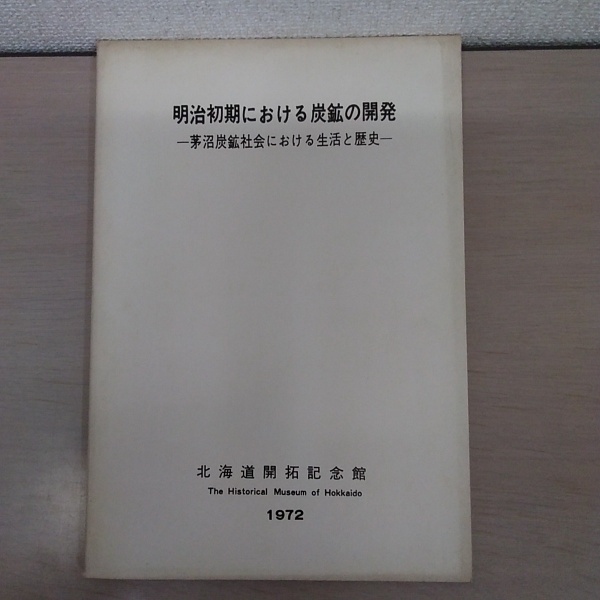 明治初期における炭鉱の開発
―茅沼炭鉱社会における生活と歴史―
北海道開拓記念館
The Historical Museum of Hokkaido
1972